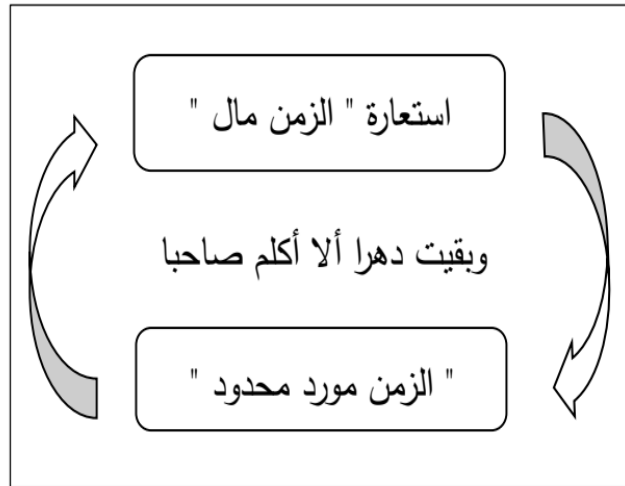 استعارة " الزمن مال "
وبقيت دهرا ألا أكلم صاحبا
" الزمن مورد محدود "